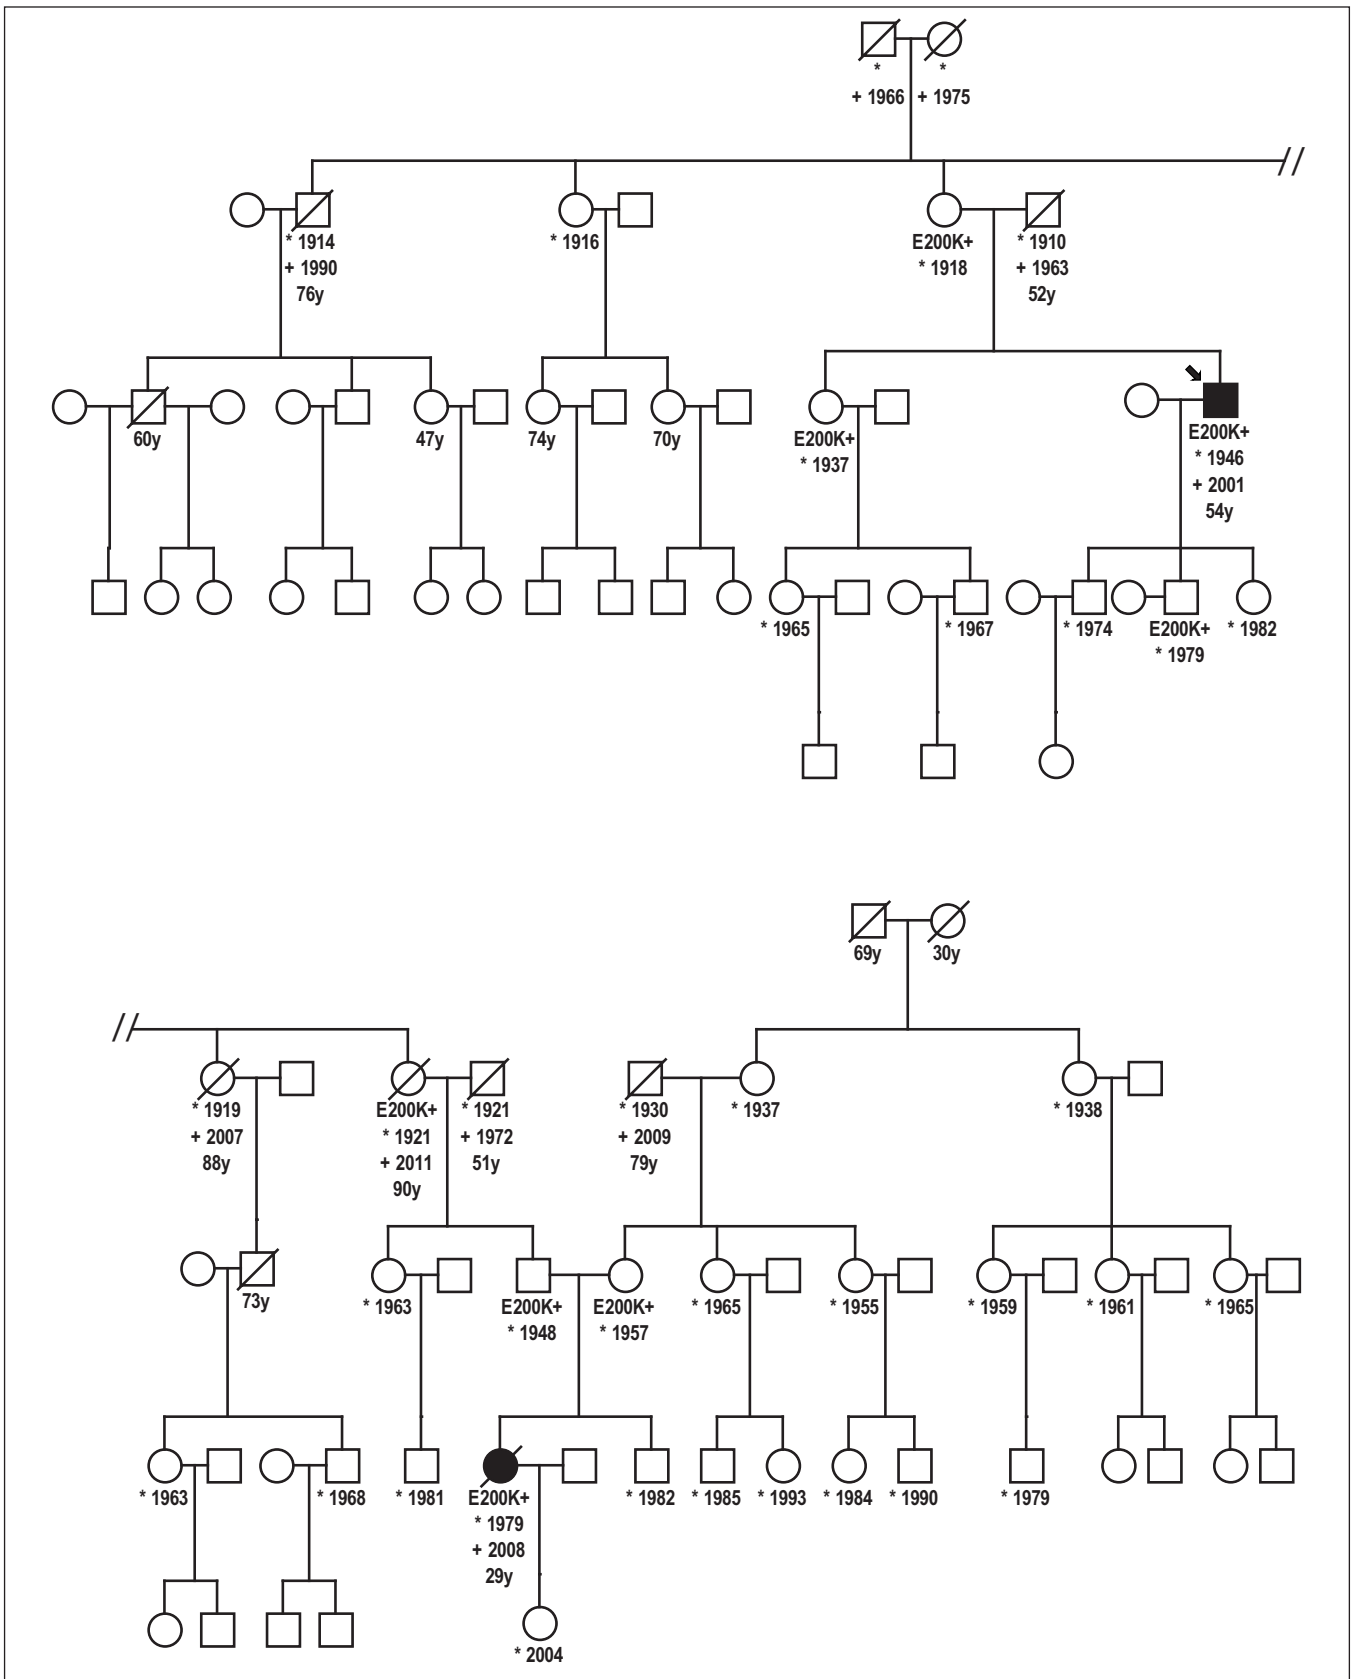 * *
+ 1966 + 1975
* 1914 * 1916 E200K+ * 1910
+ 1990 * 1918 + 1963
76y 52y
60y 47y 74y 70y E200K+ E200K+
* 1937 * 1946
+ 2001
54y
* 1965 * 1967 * 1974 E200K+ * 1982
* 1979
69y 30y
* 1919 E200K+ * 1921 * 1930 * 1937 * 1938
+ 2007 * 1921 + 1972 + 2009
88y + 2011 51y 79y
90y
73y * 1963 E200K+ E200K+ * 1965 * 1955 * 1959 * 1961 * 1965
* 1948 * 1957
* 1963 * 1968 * 1981 E200K+ * 1982 * 1985 * 1993 * 1984 * 1990 * 1979
* 1979
+ 2008
29y
* 2004